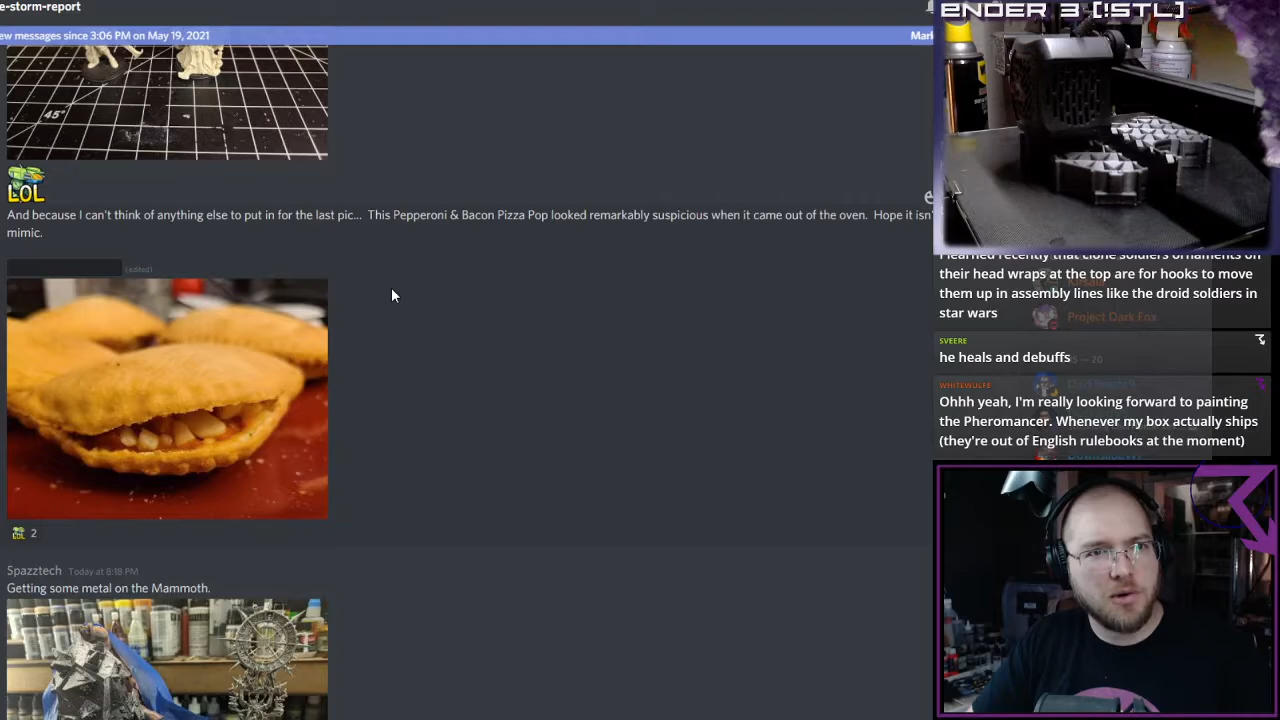 e-storm-report
ew messages since 3:06 PM on May 19, 2021
Mark
45°
LOL
And because I can't think of anything else to put in for the last pic... This Pepperoni & Bacon Pizza Pop looked remarkably suspicious when it came out of the oven. Hope it isn'
mimic.
(edited)
2
Spazztech Today at 8:18 PM
Getting some metal on the Mammoth.
ENDER 3 [!STL]
I learned recently that clone soldiers ornaments on
their head wraps at the top are for hooks to move
them up in assembly lines like the droid soldiers in
star wars
Project Dark Fox
SVEERE
he heals and debuffs
20
WHITEWULFE
Ohhh yeah, I'm really looking forward to painting
the Pheromancer. Whenever my box actually ships
(they're out of English rulebooks at the moment)